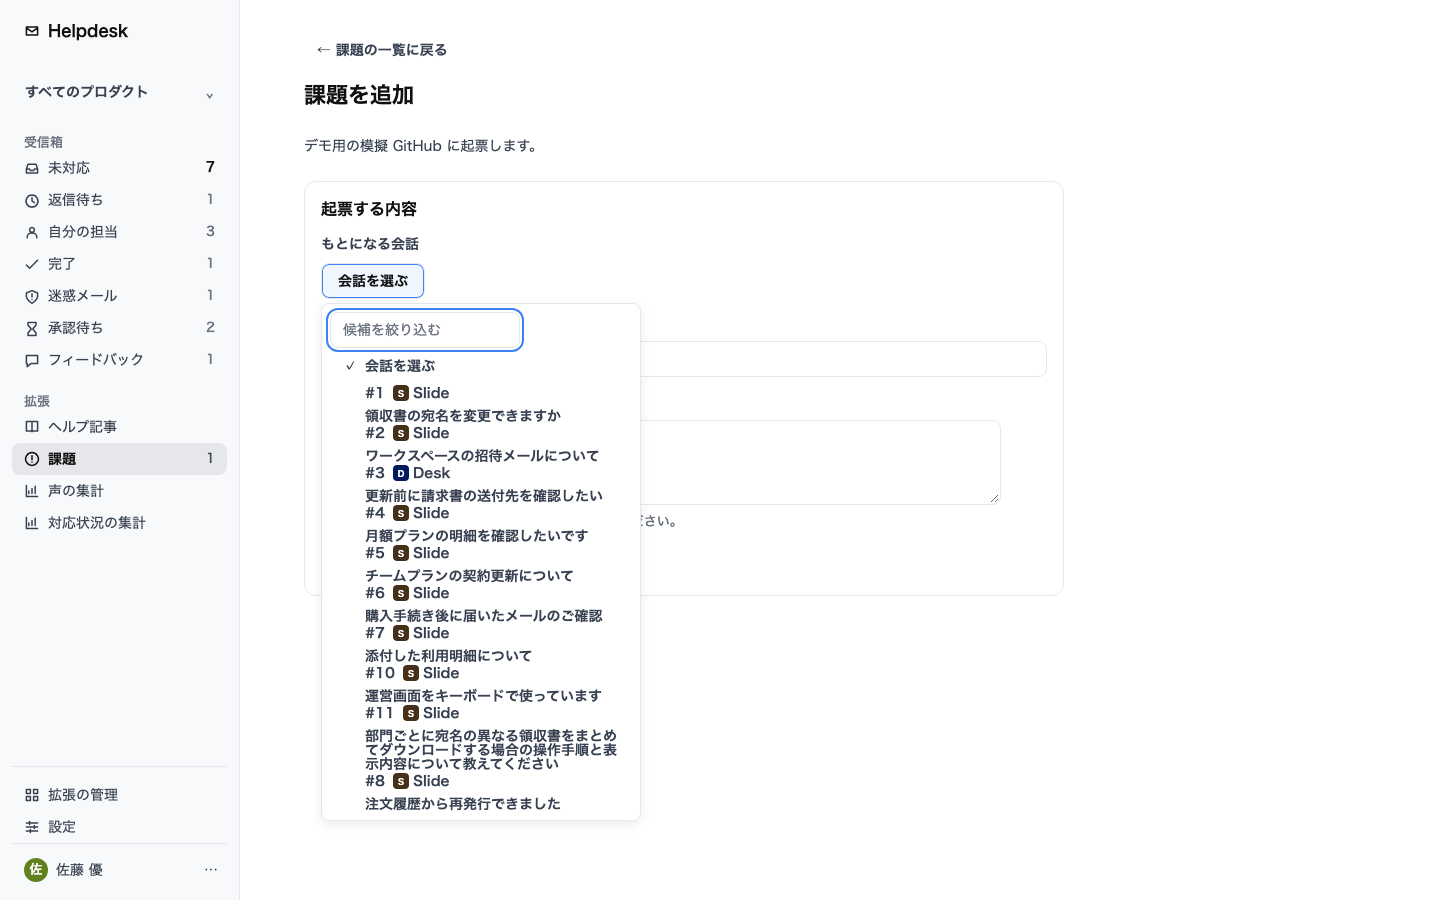 Helpdesk
すべてのプロダクト
受信箱
未対応 7
返信待ち 1
自分の担当 3
完了 1
迷惑メール 1
承認待ち 2
フィードバック 1
拡張
ヘルプ記事
課題 1
声の集計
対応状況の集計
拡張の管理
設定
佐 佐藤 優 …
← 課題の一覧に戻る
課題を追加
デモ用の模擬 GitHub に起票します。
起票する内容
もとになる会話
会話を選ぶ
候補を絞り込む
✓ 会話を選ぶ
#1 S Slide
領収書の宛名を変更できますか
#2 S Slide
ワークスペースの招待メールについて
#3 D Desk
更新前に請求書の送付先を確認したい
#4 S Slide
月額プランの明細を確認したいです
#5 S Slide
チームプランの契約更新について
#6 S Slide
購入手続き後に届いたメールのご確認
#7 S Slide
添付した利用明細について
#10 S Slide
運営画面をキーボードで使っています
#11 S Slide
部門ごとに宛名の異なる領収書をまとめ
てダウンロードする場合の操作手順と表
示内容について教えてください
#8 S Slide
注文履歴から再発行できました
ださい。